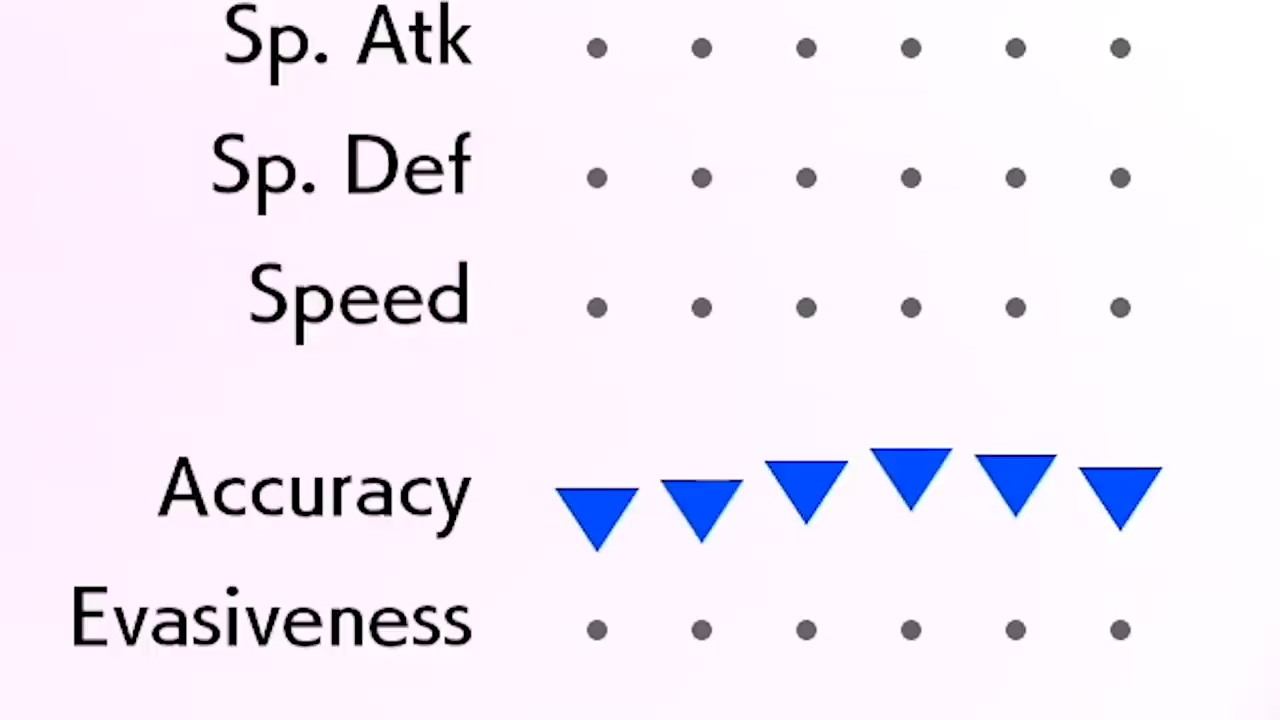 Sp. Atk
Sp. Def
Speed
Accuracy
Evasiveness